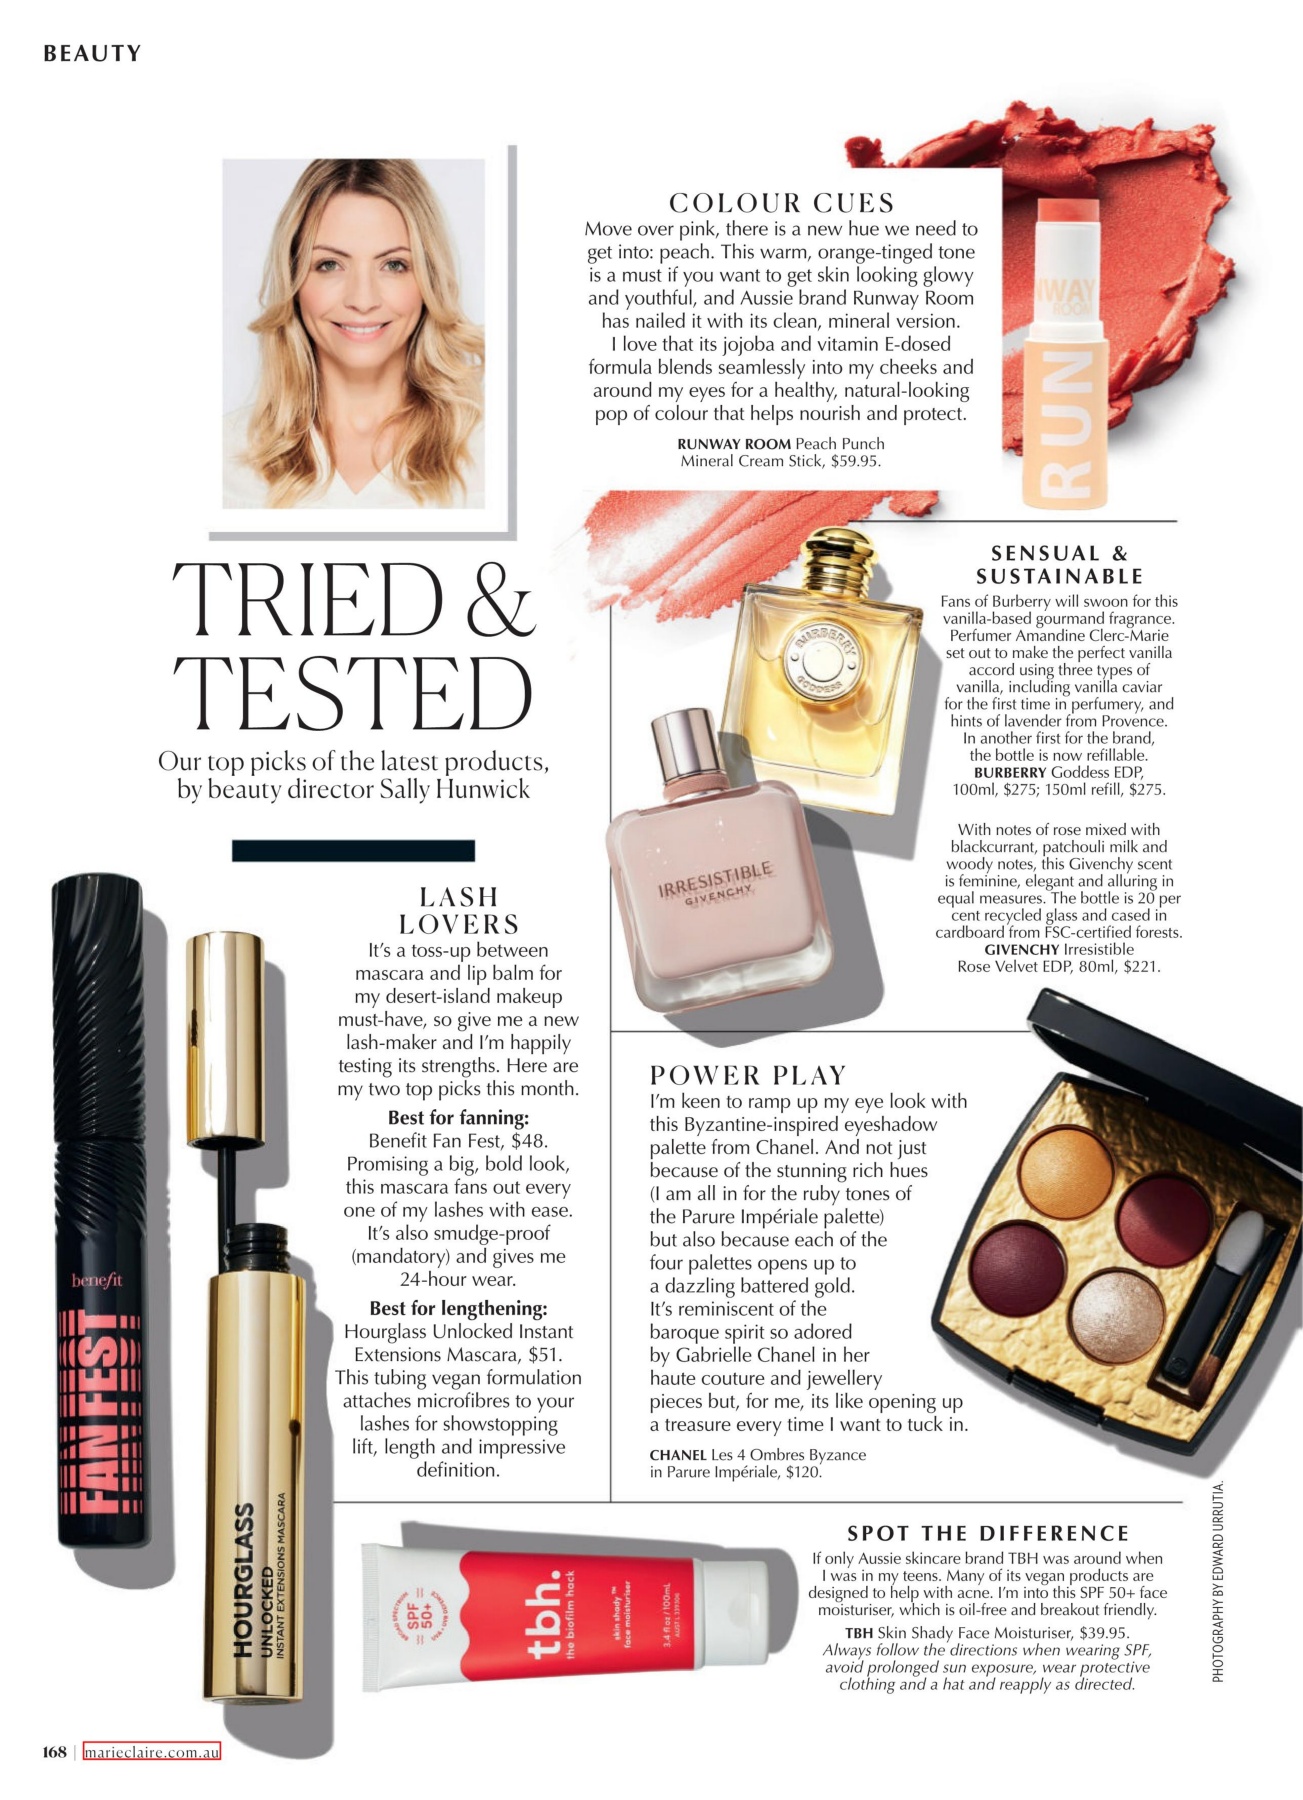 BEAUTY
COLOUR CUES
Move over pink, there is a new hue we need to
get into: peach. This warm, orange-tinged tone
is a must if you want to get skin looking glowy
and youthful, and Aussie brand Runway Room
has nailed it with its clean, mineral version.
I love that its jojoba and vitamin E-dosed
formula blends seamlessly into my cheeks and
around my eyes for a healthy, natural-looking
pop of colour that helps nourish and protect.
RUNWAY ROOM Peach Punch
Mineral Cream Stick, $59.95.
NWAY
ROOM
RUN
TRIED &
TESTED
Our top picks of the latest products,
by beauty director Sally Hunwick
SENSUAL &
SUSTAINABLE
Fans of Burberry will swoon for this
vanilla-based gourmand fragrance.
Perfumer Amandine Clerc-Marie
set out to make the perfect vanilla
accord using three types of
vanilla, including vanilla caviar
for the first time in perfumery, and
hints of lavender from Provence.
In another first for the brand,
the bottle is now refillable.
BURBERRY Goddess EDP,
100ml, $275; 150ml refill, $275.
With notes of rose mixed with
blackcurrant, patchouli milk and
woody notes, this Givenchy scent
is feminine, elegant and alluring in
equal measures. The bottle is 20 per
cent recycled glass and cased in
cardboard from FSC-certified forests.
GIVENCHY Irresistible
Rose Velvet EDP, 80ml, $221.
BURBERRY
GODDESS
IRRESISTIBLE
GIVENCHY
LASH
LOVERS
It's a toss-up between
mascara and lip balm for
my desert-island makeup
must-have, so give me a new
lash-maker and I'm happily
testing its strengths. Here are
my two top picks this month.
Best for fanning:
Benefit Fan Fest, $48.
Promising a big, bold look,
this mascara fans out every
one of my lashes with ease.
It's also smudge-proof
(mandatory) and gives me
24-hour wear.
Best for lengthening:
Hourglass Unlocked Instant
Extensions Mascara, $51.
This tubing vegan formulation
attaches microfibres to your
lashes for showstopping
lift, length and impressive
definition.
benefit
FAN FEST
HOURGLASS
UNLOCKED
INSTANT EXTENSIONS MASCARA
POWER PLAY
I'm keen to ramp up my eye look with
this Byzantine-inspired eyeshadow
palette from Chanel. And not just
because of the stunning rich hues
(I am all in for the ruby tones of
the Parure Impériale palette)
but also because each of the
four palettes opens up to
a dazzling battered gold.
It's reminiscent of the
baroque spirit so adored
by Gabrielle Chanel in her
haute couture and jewellery
pieces but, for me, its like opening up
a treasure every time I want to tuck in.
CHANEL Les 4 Ombres Byzance
in Parure Impériale, $120.
SPOT THE DIFFERENCE
If only Aussie skincare brand TBH was around when
I was in my teens. Many of its vegan products are
designed to help with acne. I'm into this SPF 50+ face
moisturiser, which is oil-free and breakout friendly.
TBH Skin Shady Face Moisturiser, $39.95.
Always follow the directions when wearing SPF,
avoid prolonged sun exposure, wear protective
clothing and a hat and reapply as directed.
BROAD SPECTRUM
SPF
50+
tbh.
the biofilm hack
skin shady™
face moisturiser
3.4 fl oz / 100mL
PHOTOGRAPHY BY EDWARD URRUTIA.
168 | marieclaire.com.au